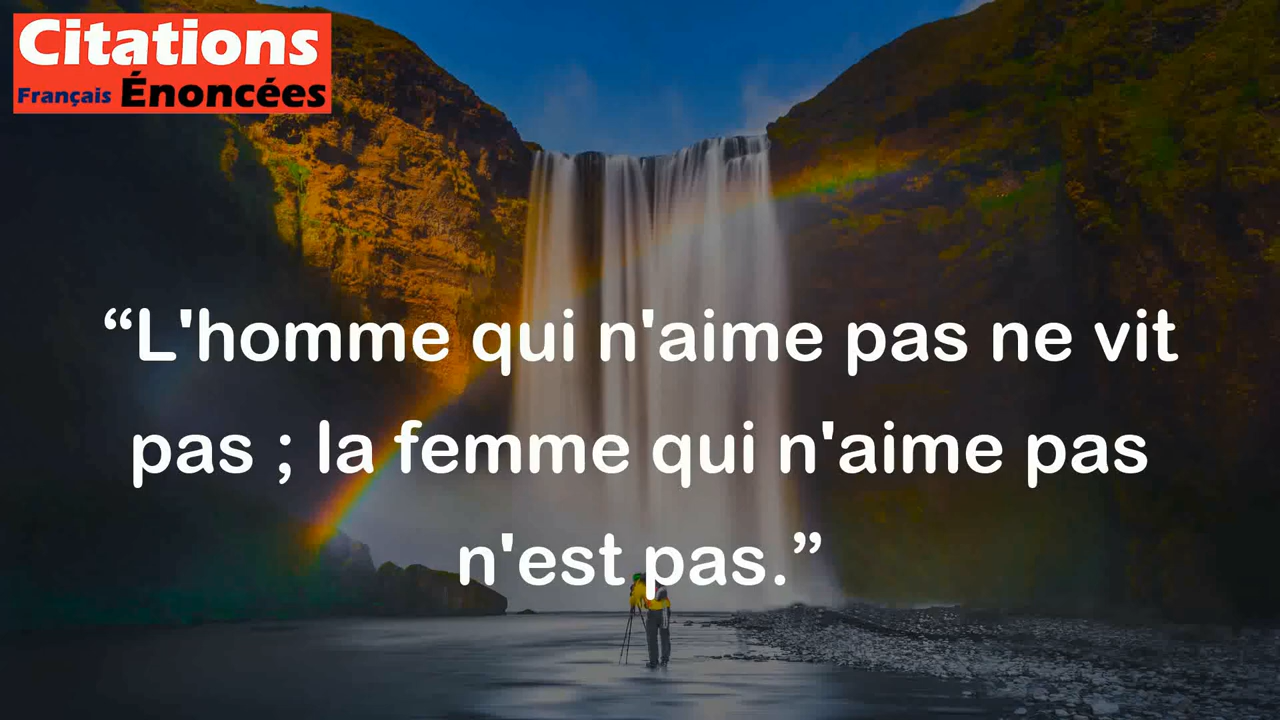 Citations
Français Énoncées
“L'homme qui n'aime pas ne vit
pas ; la femme qui n'aime pas
n'est pas.”